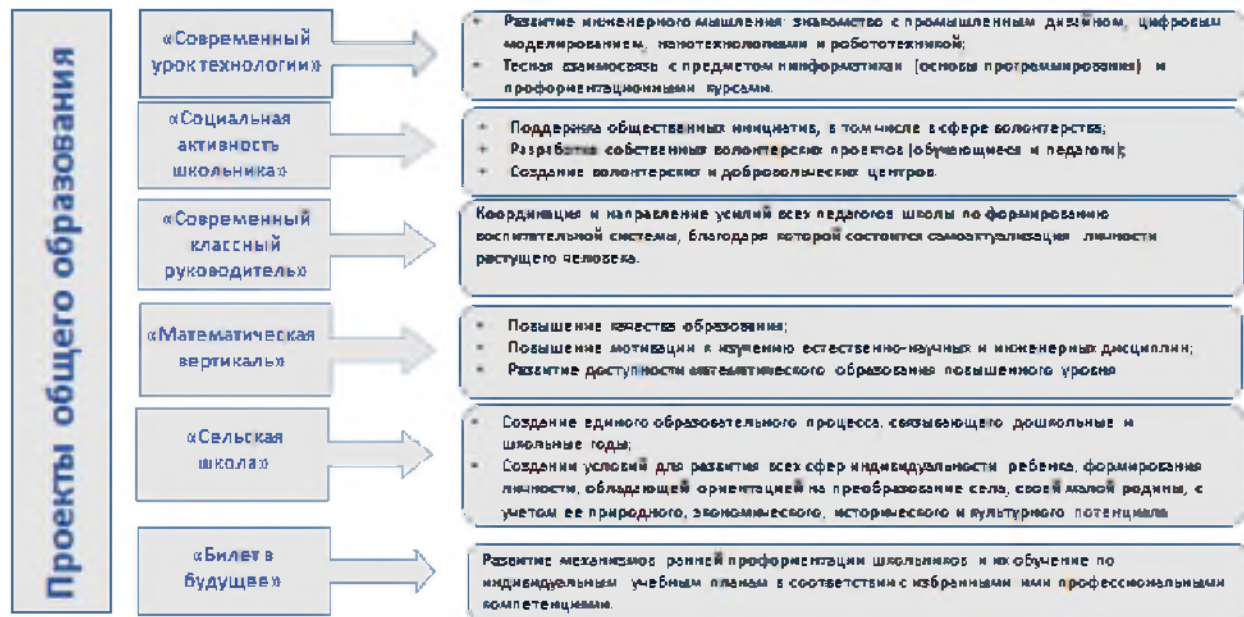 Проекты общего образования
«Современный
урок технологии»
• Развитие инженерного мышления: знакомство с промышленным дизайном, цифровым
моделированием, нанотехнологиями и робототехникой;
• Тесная взаимосвязь с предметом (основы программирования) и
профориентационными курсами.
«Социальная
активность
школьника»
• Поддержка общественных инициатив, в том числе в сфере волонтерства;
• Разработка собственных волонтерских проектов (обучающиеся и педагоги);
• Создание волонтерских и добровольческих центров
«Современный
классный
руководитель»
Координация и направление усилий всех педагогов школы по формированию
воспитательной системы, благодаря которой состоится самоактуализация личности
растущего человека.
«Математическая
вертикаль»
• Повышение качества образования;
• Повышение мотивации к изучению естественно-научных и инженерных дисциплин;
• Развитие доступности математического образования повышенного уровня
«Сельская
школа»
• Создание единого образовательного процесса, связывающего дошкольные и
школьные годы;
• Создании условий для развития всех сфер индивидуальности ребенка, формирования
личности, обладающей ориентацией на преобразование села, своей малой родины, с
учетом ее природного, экономического, исторического и культурного потенциала
«Билет в
будущее»
Развитие механизмов ранней профориентации школьников и их обучение по
индивидуальным учебным планам в соответствии с избранными ими профессиональными
компетенциями.